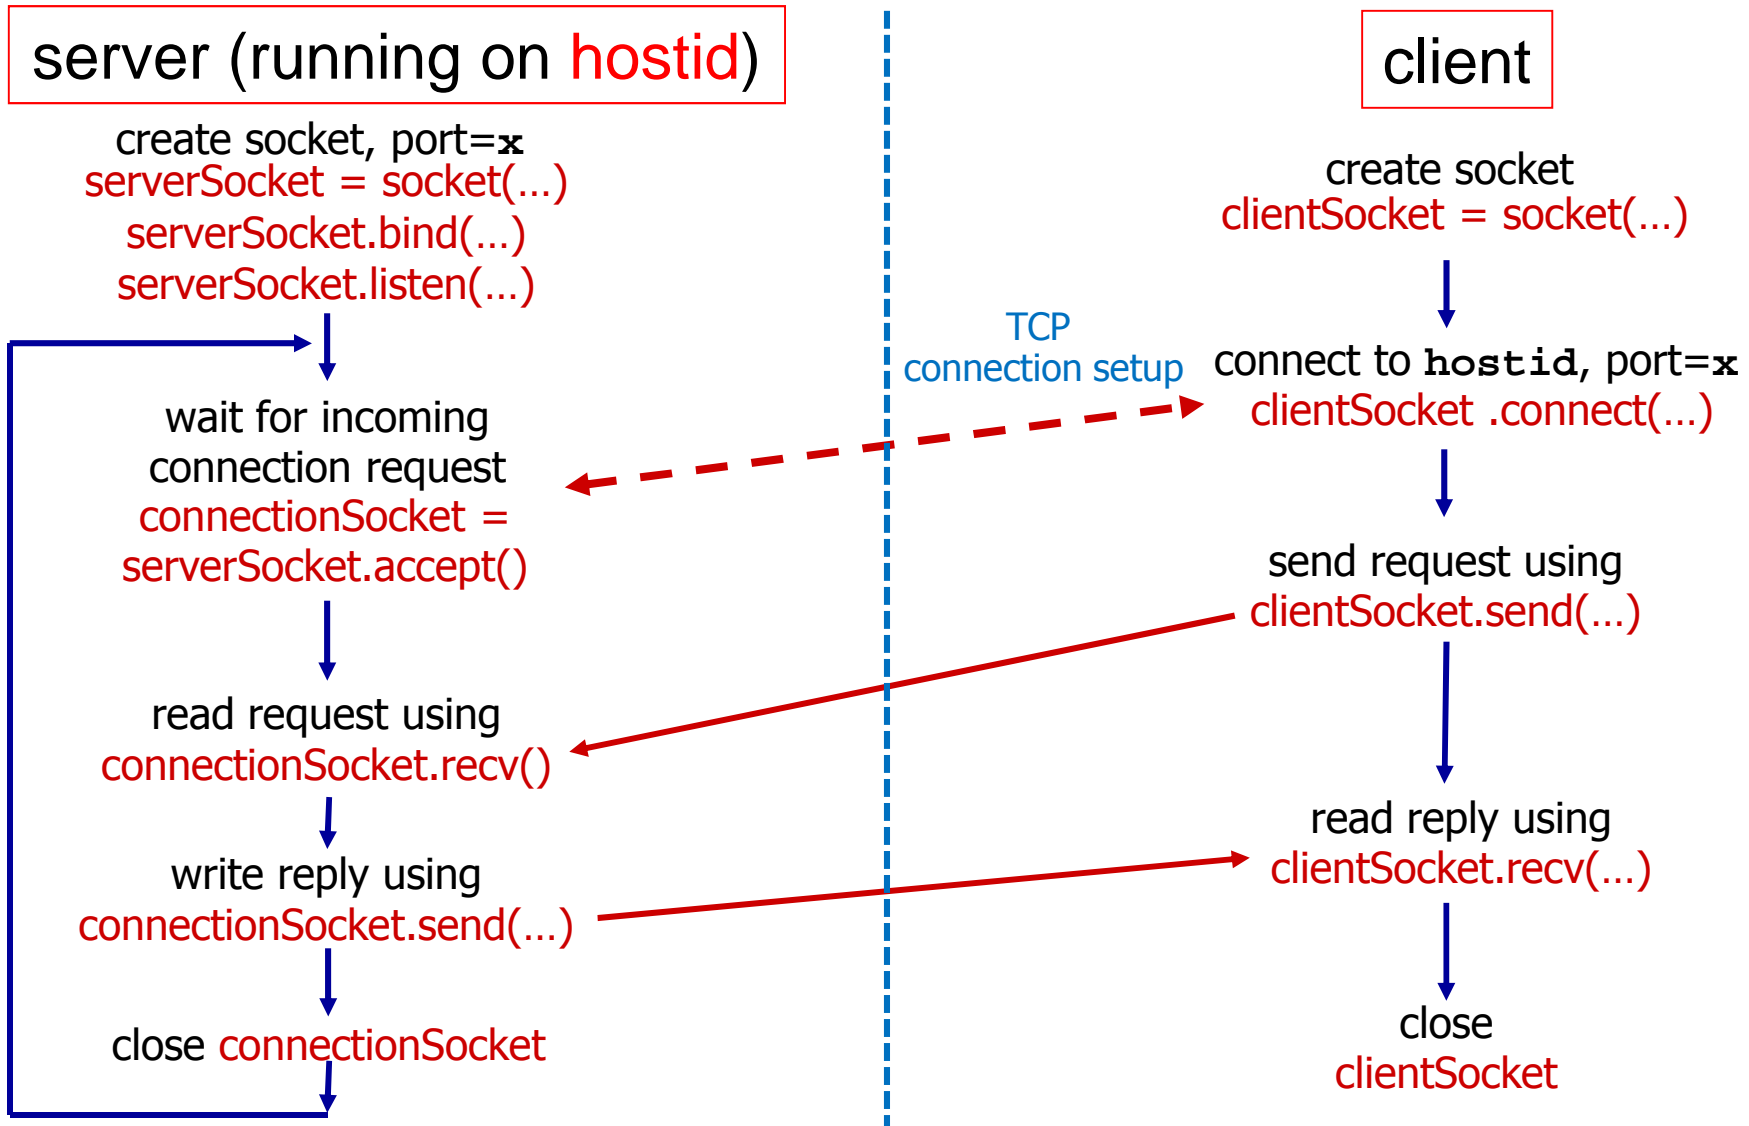 server (running on hostid)
create socket, port=x
serverSocket = socket(…)
serverSocket.bind(…)
serverSocket.listen(…)
wait for incoming
connection request
connectionSocket =
serverSocket.accept()
read request using
connectionSocket.recv()
write reply using
connectionSocket.send(…)
close connectionSocket
TCP
connection setup
client
create socket
clientSocket = socket(…)
connect to hostid, port=x
clientSocket .connect(…)
send request using
clientSocket.send(…)
read reply using
clientSocket.recv(…)
close
clientSocket